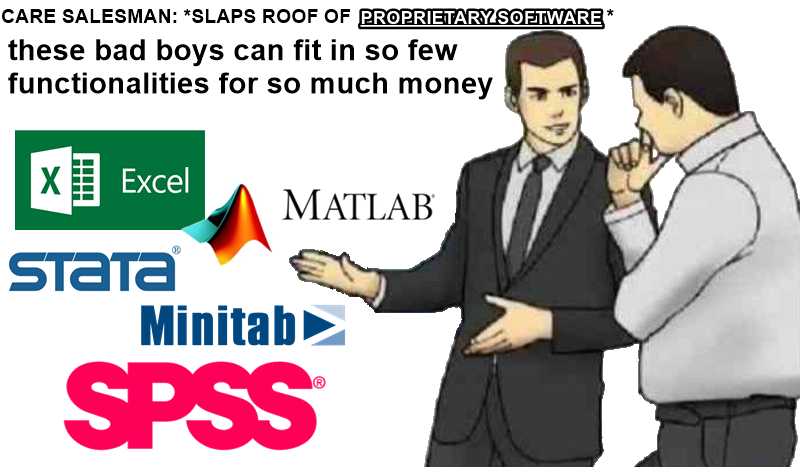 CARE SALESMAN: *SLAPS ROOF OF PROPRIETARY SOFTWARE *
these bad boys can fit in so few
functionalities for so much money
X Excel
MATLAB
STATA®
Minitab
SPSS®